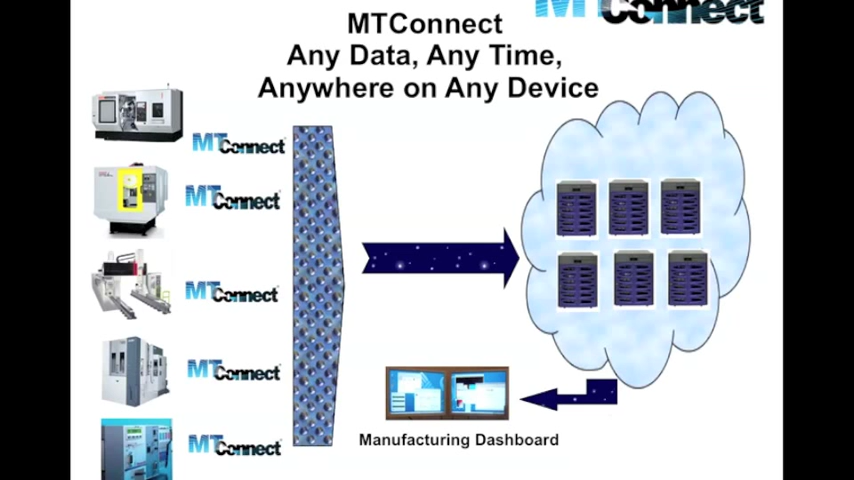 MTConnect
MTConnect
Any Data, Any Time,
Anywhere on Any Device
MTConnect
MTConnect
MTConnect
MTConnect
MTConnect
Manufacturing Dashboard